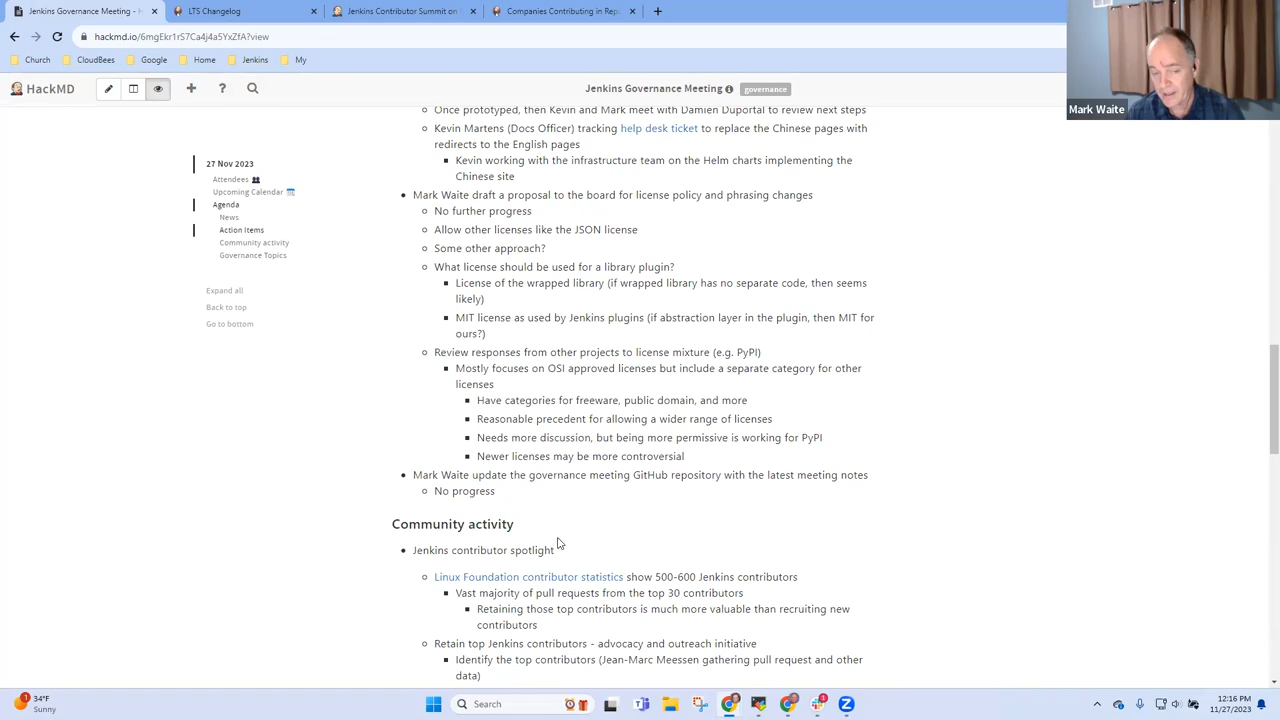 Jenkins Governance Meeting - H
LTS Changelog
Jenkins Contributor Summit on
Companies Contributing in Rep
hackmd.io/6mgEkr1rS7Ca4j4a5YxZfA?view
Church
CloudBees
Google
Home
Jenkins
My
HackMD
Jenkins Governance Meeting
governance
Mark Waite
27 Nov 2023
Attendees
Upcoming Calendar
Agenda
News
Action Items
Community activity
Governance Topics
Expand all
Back to top
Go to bottom
Once prototyped, then Kevin and Mark meet with Damien Duportal to review next steps
Kevin Martens (Docs Officer) tracking help desk ticket to replace the Chinese pages with
redirects to the English pages
Kevin working with the infrastructure team on the Helm charts implementing the
Chinese site
Mark Waite draft a proposal to the board for license policy and phrasing changes
No further progress
Allow other licenses like the JSON license
Some other approach?
What license should be used for a library plugin?
License of the wrapped library (if wrapped library has no separate code, then seems
likely)
MIT license as used by Jenkins plugins (if abstraction layer in the plugin, then MIT for
ours?)
Review responses from other projects to license mixture (e.g. PyPI)
Mostly focuses on OSI approved licenses but include a separate category for other
licenses
Have categories for freeware, public domain, and more
Reasonable precedent for allowing a wider range of licenses
Needs more discussion, but being more permissive is working for PyPI
Newer licenses may be more controversial
Mark Waite update the governance meeting GitHub repository with the latest meeting notes
No progress
Community activity
Jenkins contributor spotlight
Linux Foundation contributor statistics show 500-600 Jenkins contributors
Vast majority of pull requests from the top 30 contributors
Retaining those top contributors is much more valuable than recruiting new
contributors
Retain top Jenkins contributors - advocacy and outreach initiative
Identify the top contributors (Jean-Marc Meessen gathering pull request and other
data)
1
34°F
Sunny
Search
12:16 PM
11/27/2023